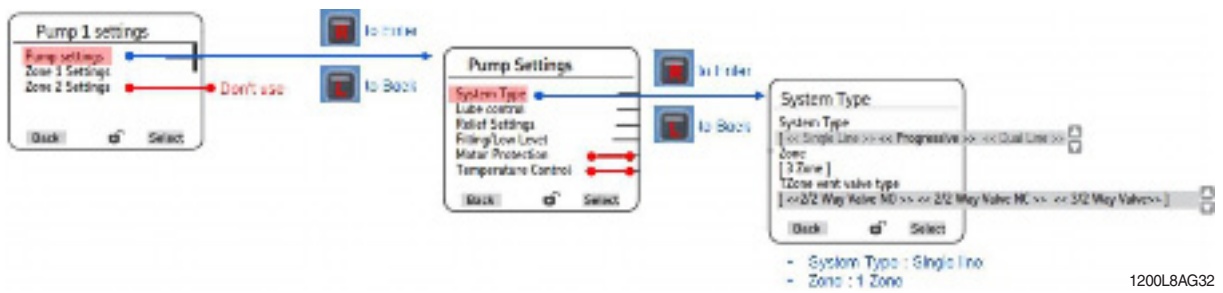 Pump 1 settings
Pump settings
Zone 1 Settings
Zone 2 Settings
Don't use
Back
Select
R
to Enter
L
to Back
Pump Settings
System Type
Lube control
Relief Settings
Filling/Low Level
Motor Protection
Temperature Control
Back
Select
R
to Enter
L
to Back
System Type
System Type
[ << Single Line >> << Progressive >> << Dual Line >>
Zone
[ 3 Zone ]
1Zone vent valve type
[ <<2/2 Way Valve NO >> << 2/2 Way Valve NC >> << 3/2 Way Valve>> ]
Back
Select
- System Type : Single line
- Zone : 1 Zone
1200L8AG32